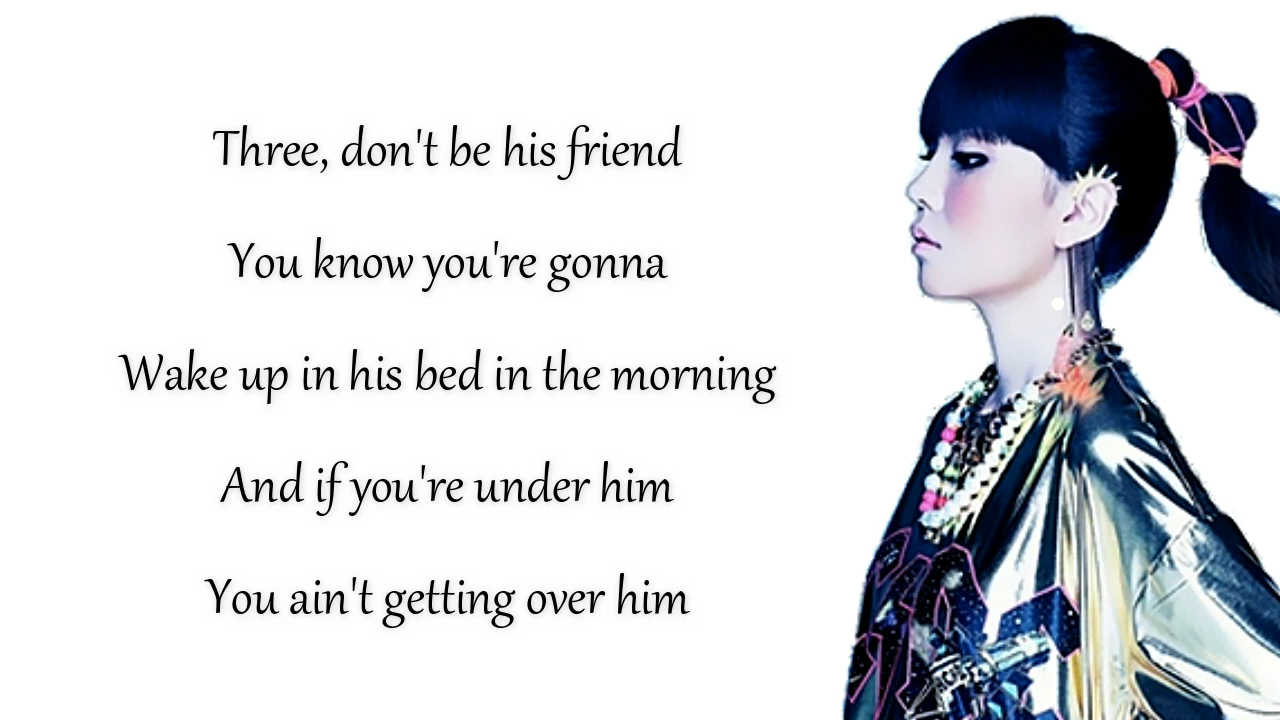 Three, don't be his friend
You know you're gonna
Wake up in his bed in the morning
And if you're under him
You ain't getting over him